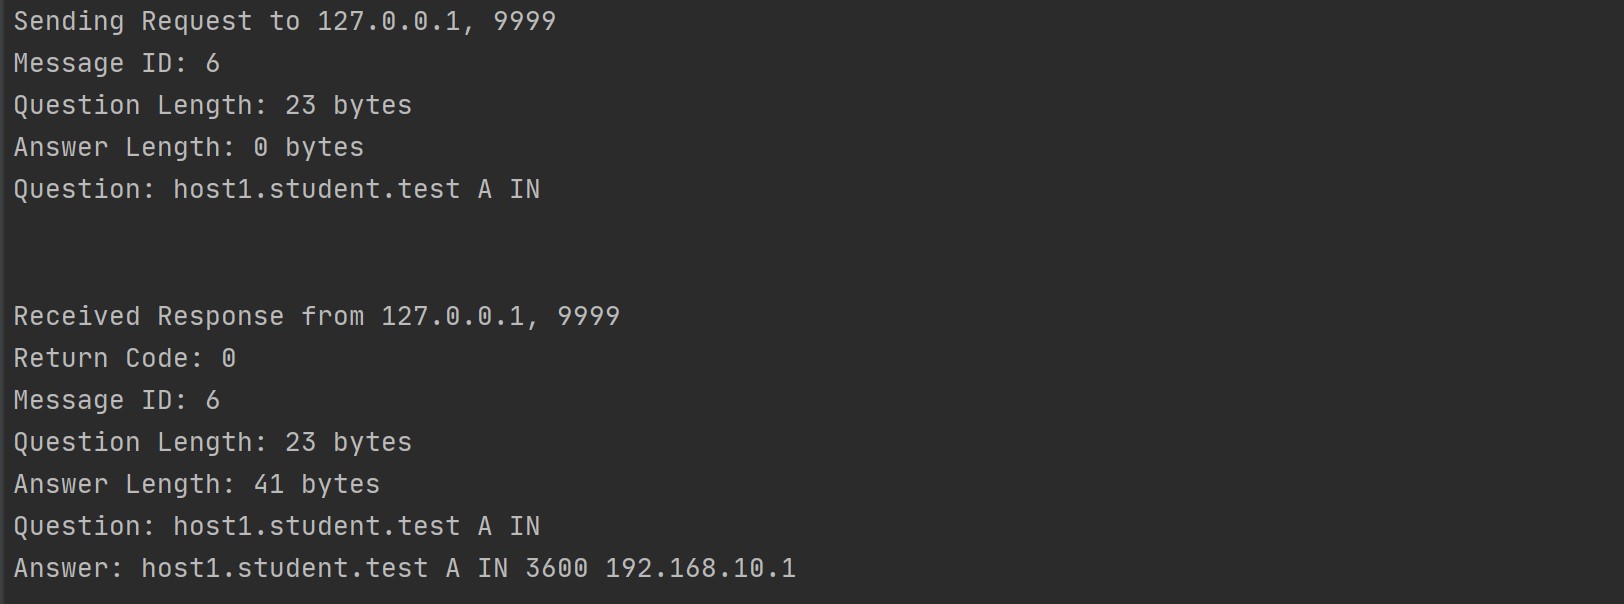 Sending Request to 127.0.0.1, 9999
Message ID: 6
Question Length: 23 bytes
Answer Length: 0 bytes
Question: host1.student.test A IN
Received Response from 127.0.0.1, 9999
Return Code: 0
Message ID: 6
Question Length: 23 bytes
Answer Length: 41 bytes
Question: host1.student.test A IN
Answer: host1.student.test A IN 3600 192.168.10.1